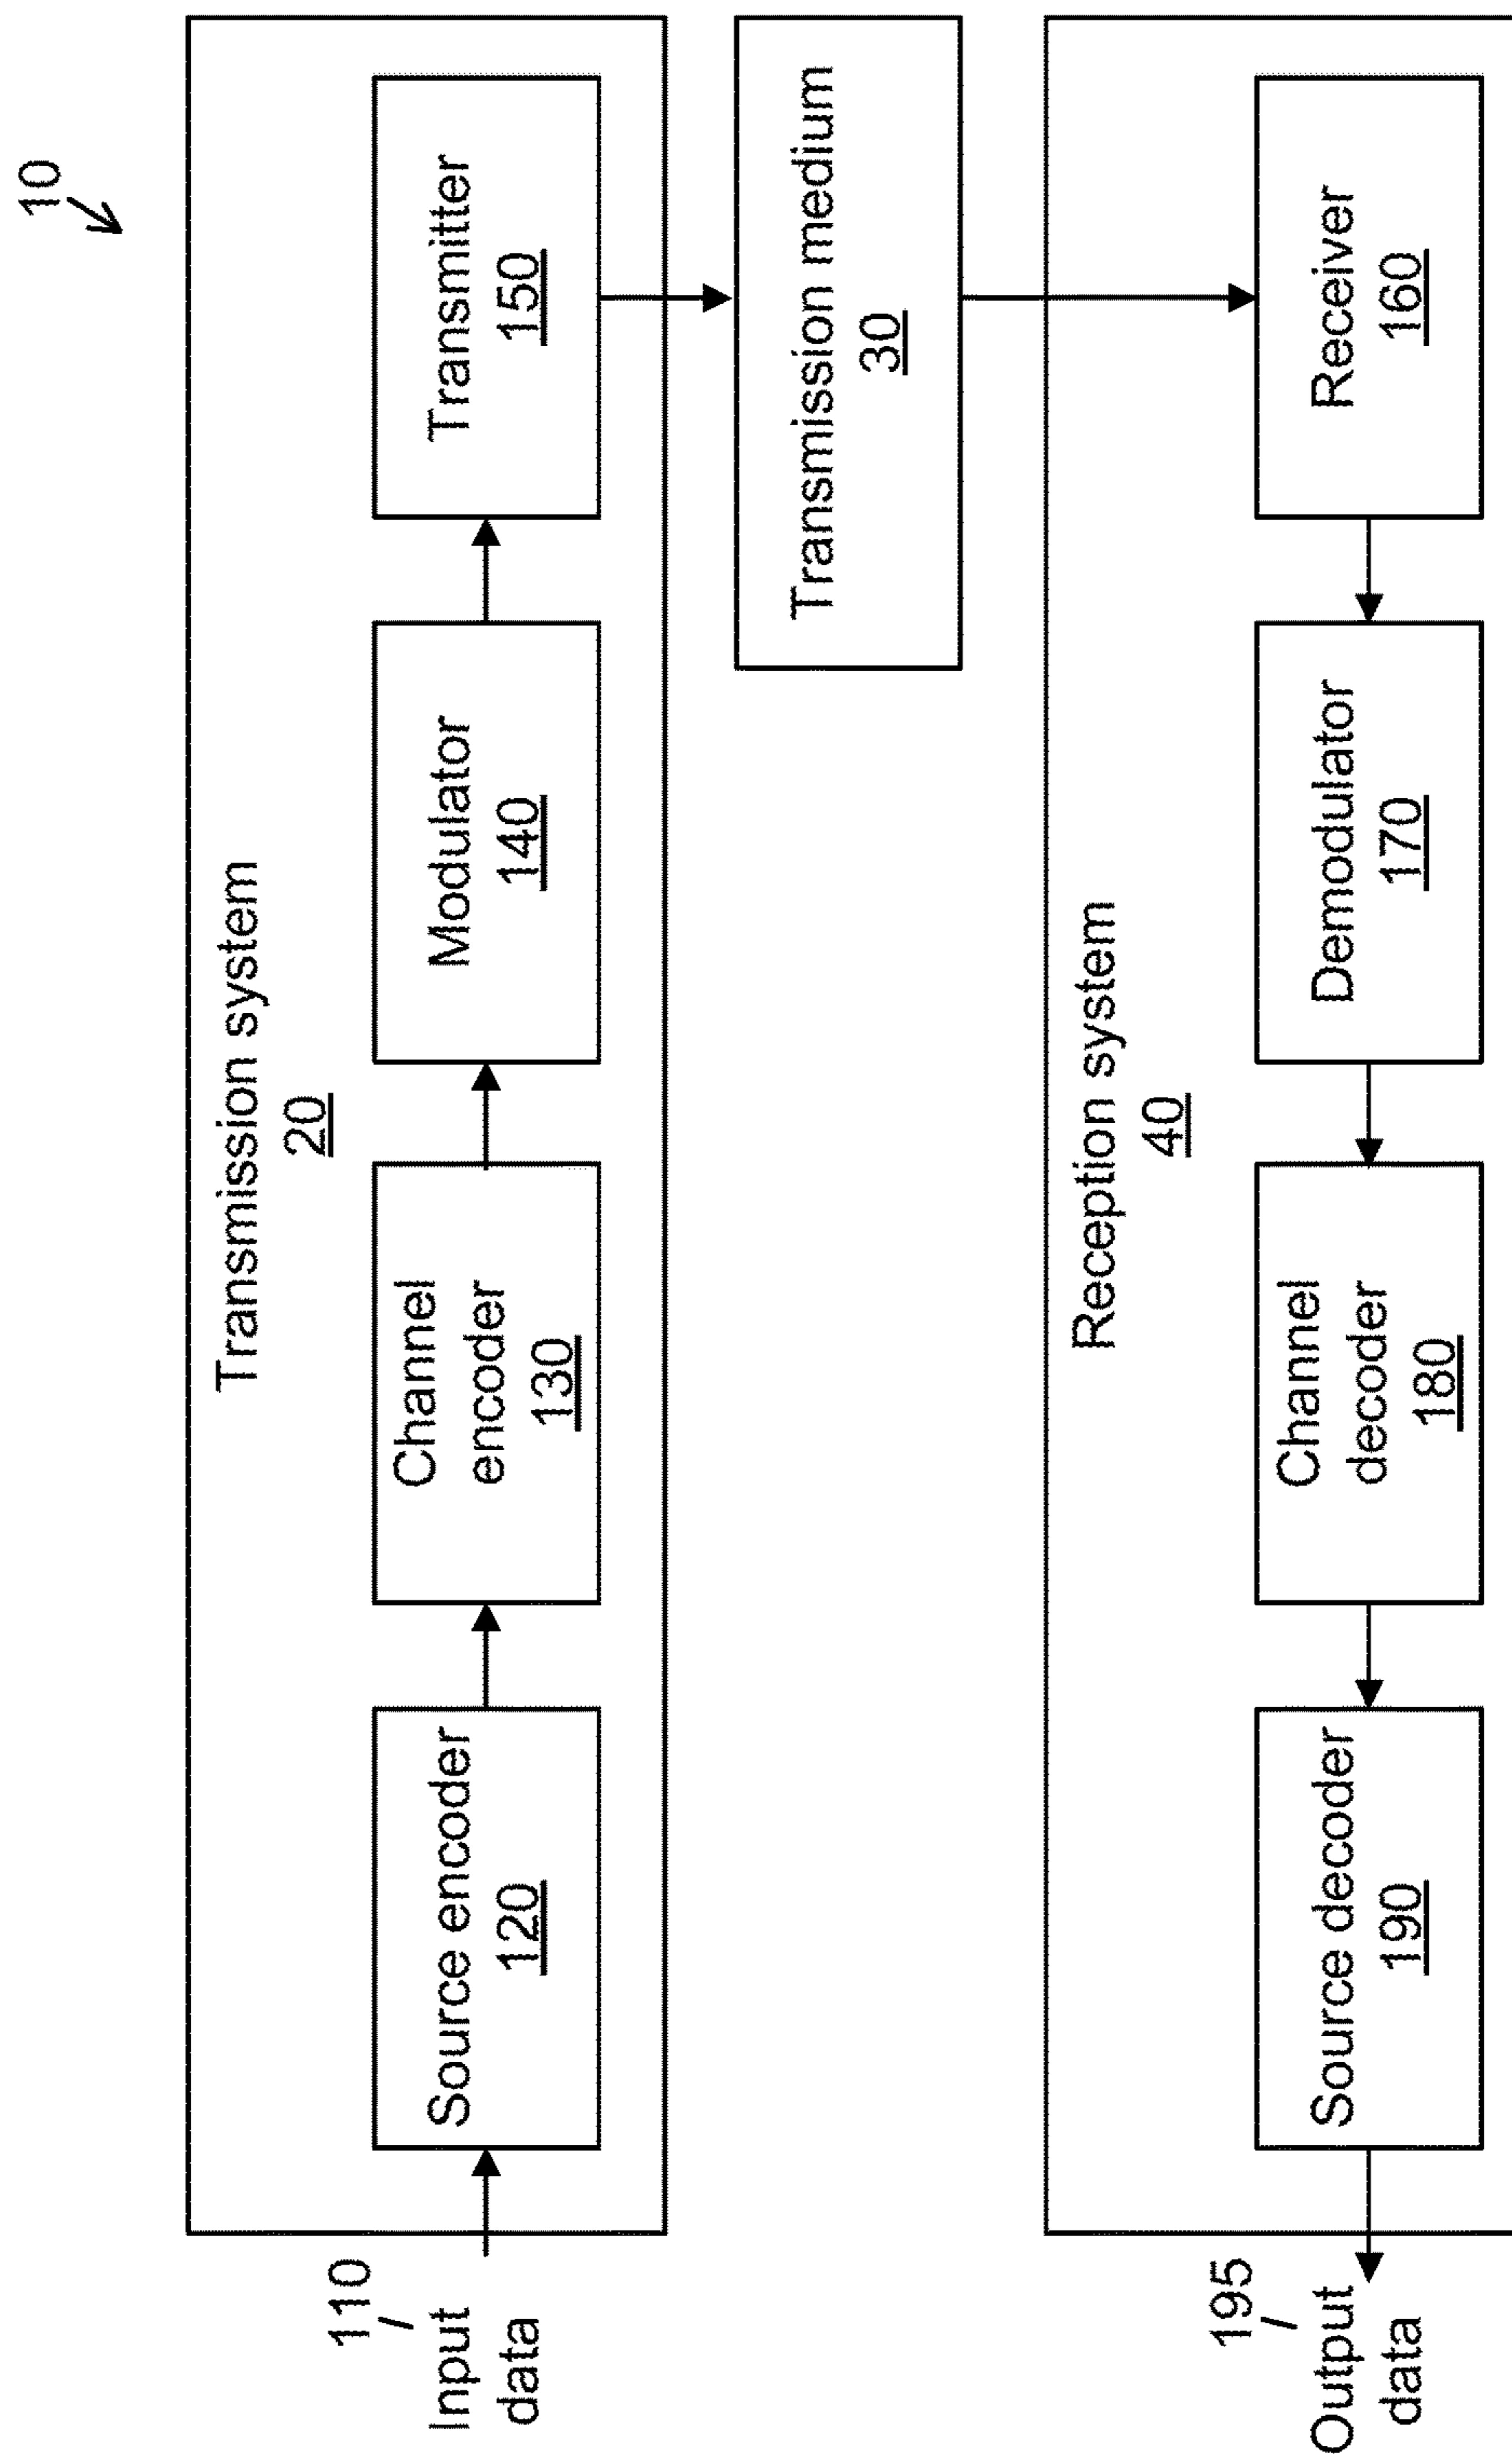 10
Transmission system
20
110
Input
data
Source encoder
120
Channel
encoder
130
Modulator
140
Transmitter
150
Transmission medium
30
Reception system
40
195
Output
data
Source decoder
190
Channel
decoder
180
Demodulator
170
Receiver
160